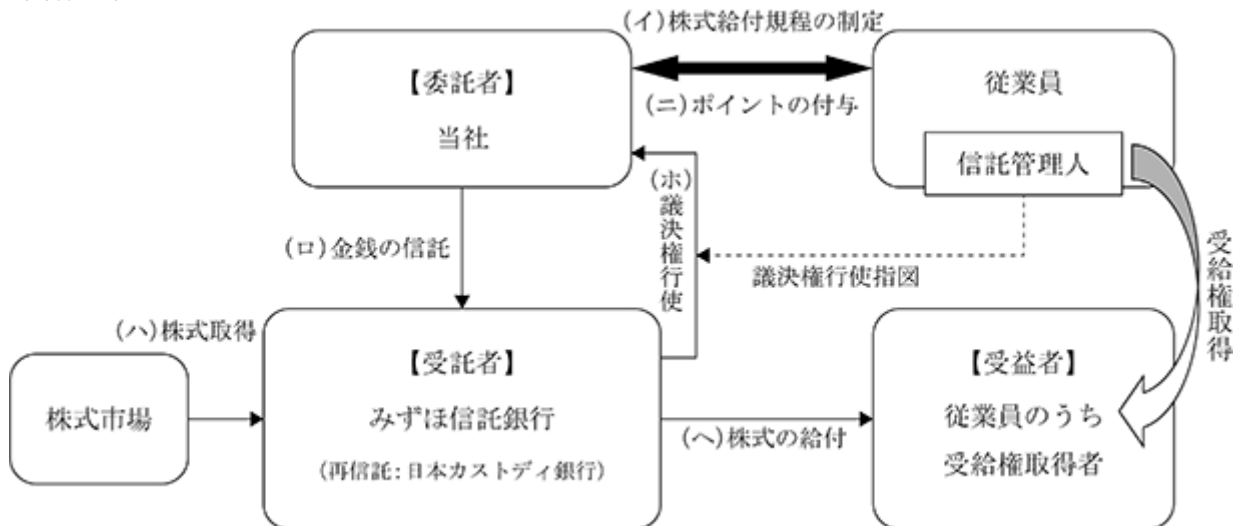 (イ)株式給付規程の制定
【委託者】
当社
従業員
(ニ)ポイントの付与
信託管理人
(ホ)議決権行使
(ロ)金銭の信託
議決権行使指図
受給権取得
(ハ)株式取得
株式市場
【受託者】
みずほ信託銀行
(再信託:日本カストディ銀行)
(ヘ)株式の給付
【受益者】
従業員のうち
受給権取得者